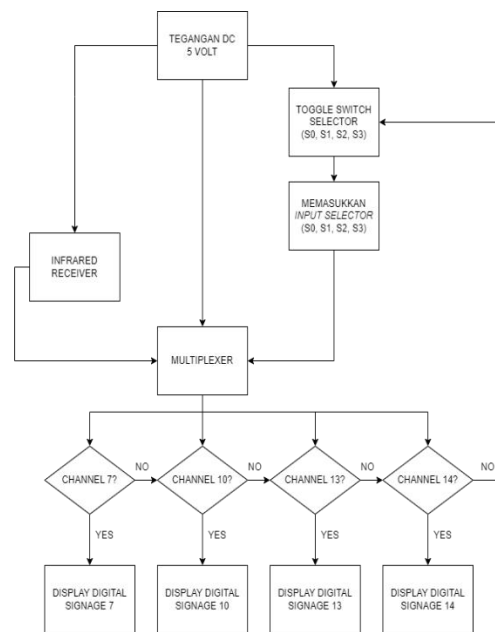 TEGANGAN DC
5 VOLT
TOGGLE SWITCH
SELECTOR
(S0, S1, S2, S3)
MEMASUKKAN
INPUT SELECTOR
(S0, S1, S2, S3)
INFRARED
RECEIVER
MULTIPLEXER
CHANNEL 7?
NO
CHANNEL 10?
NO
CHANNEL 13?
NO
CHANNEL 14?
NO
YES
YES
YES
YES
DISPLAY DIGITAL
SIGNAGE 7
DISPLAY DIGITAL
SIGNAGE 10
DISPLAY DIGITAL
SIGNAGE 13
DISPLAY DIGITAL
SIGNAGE 14